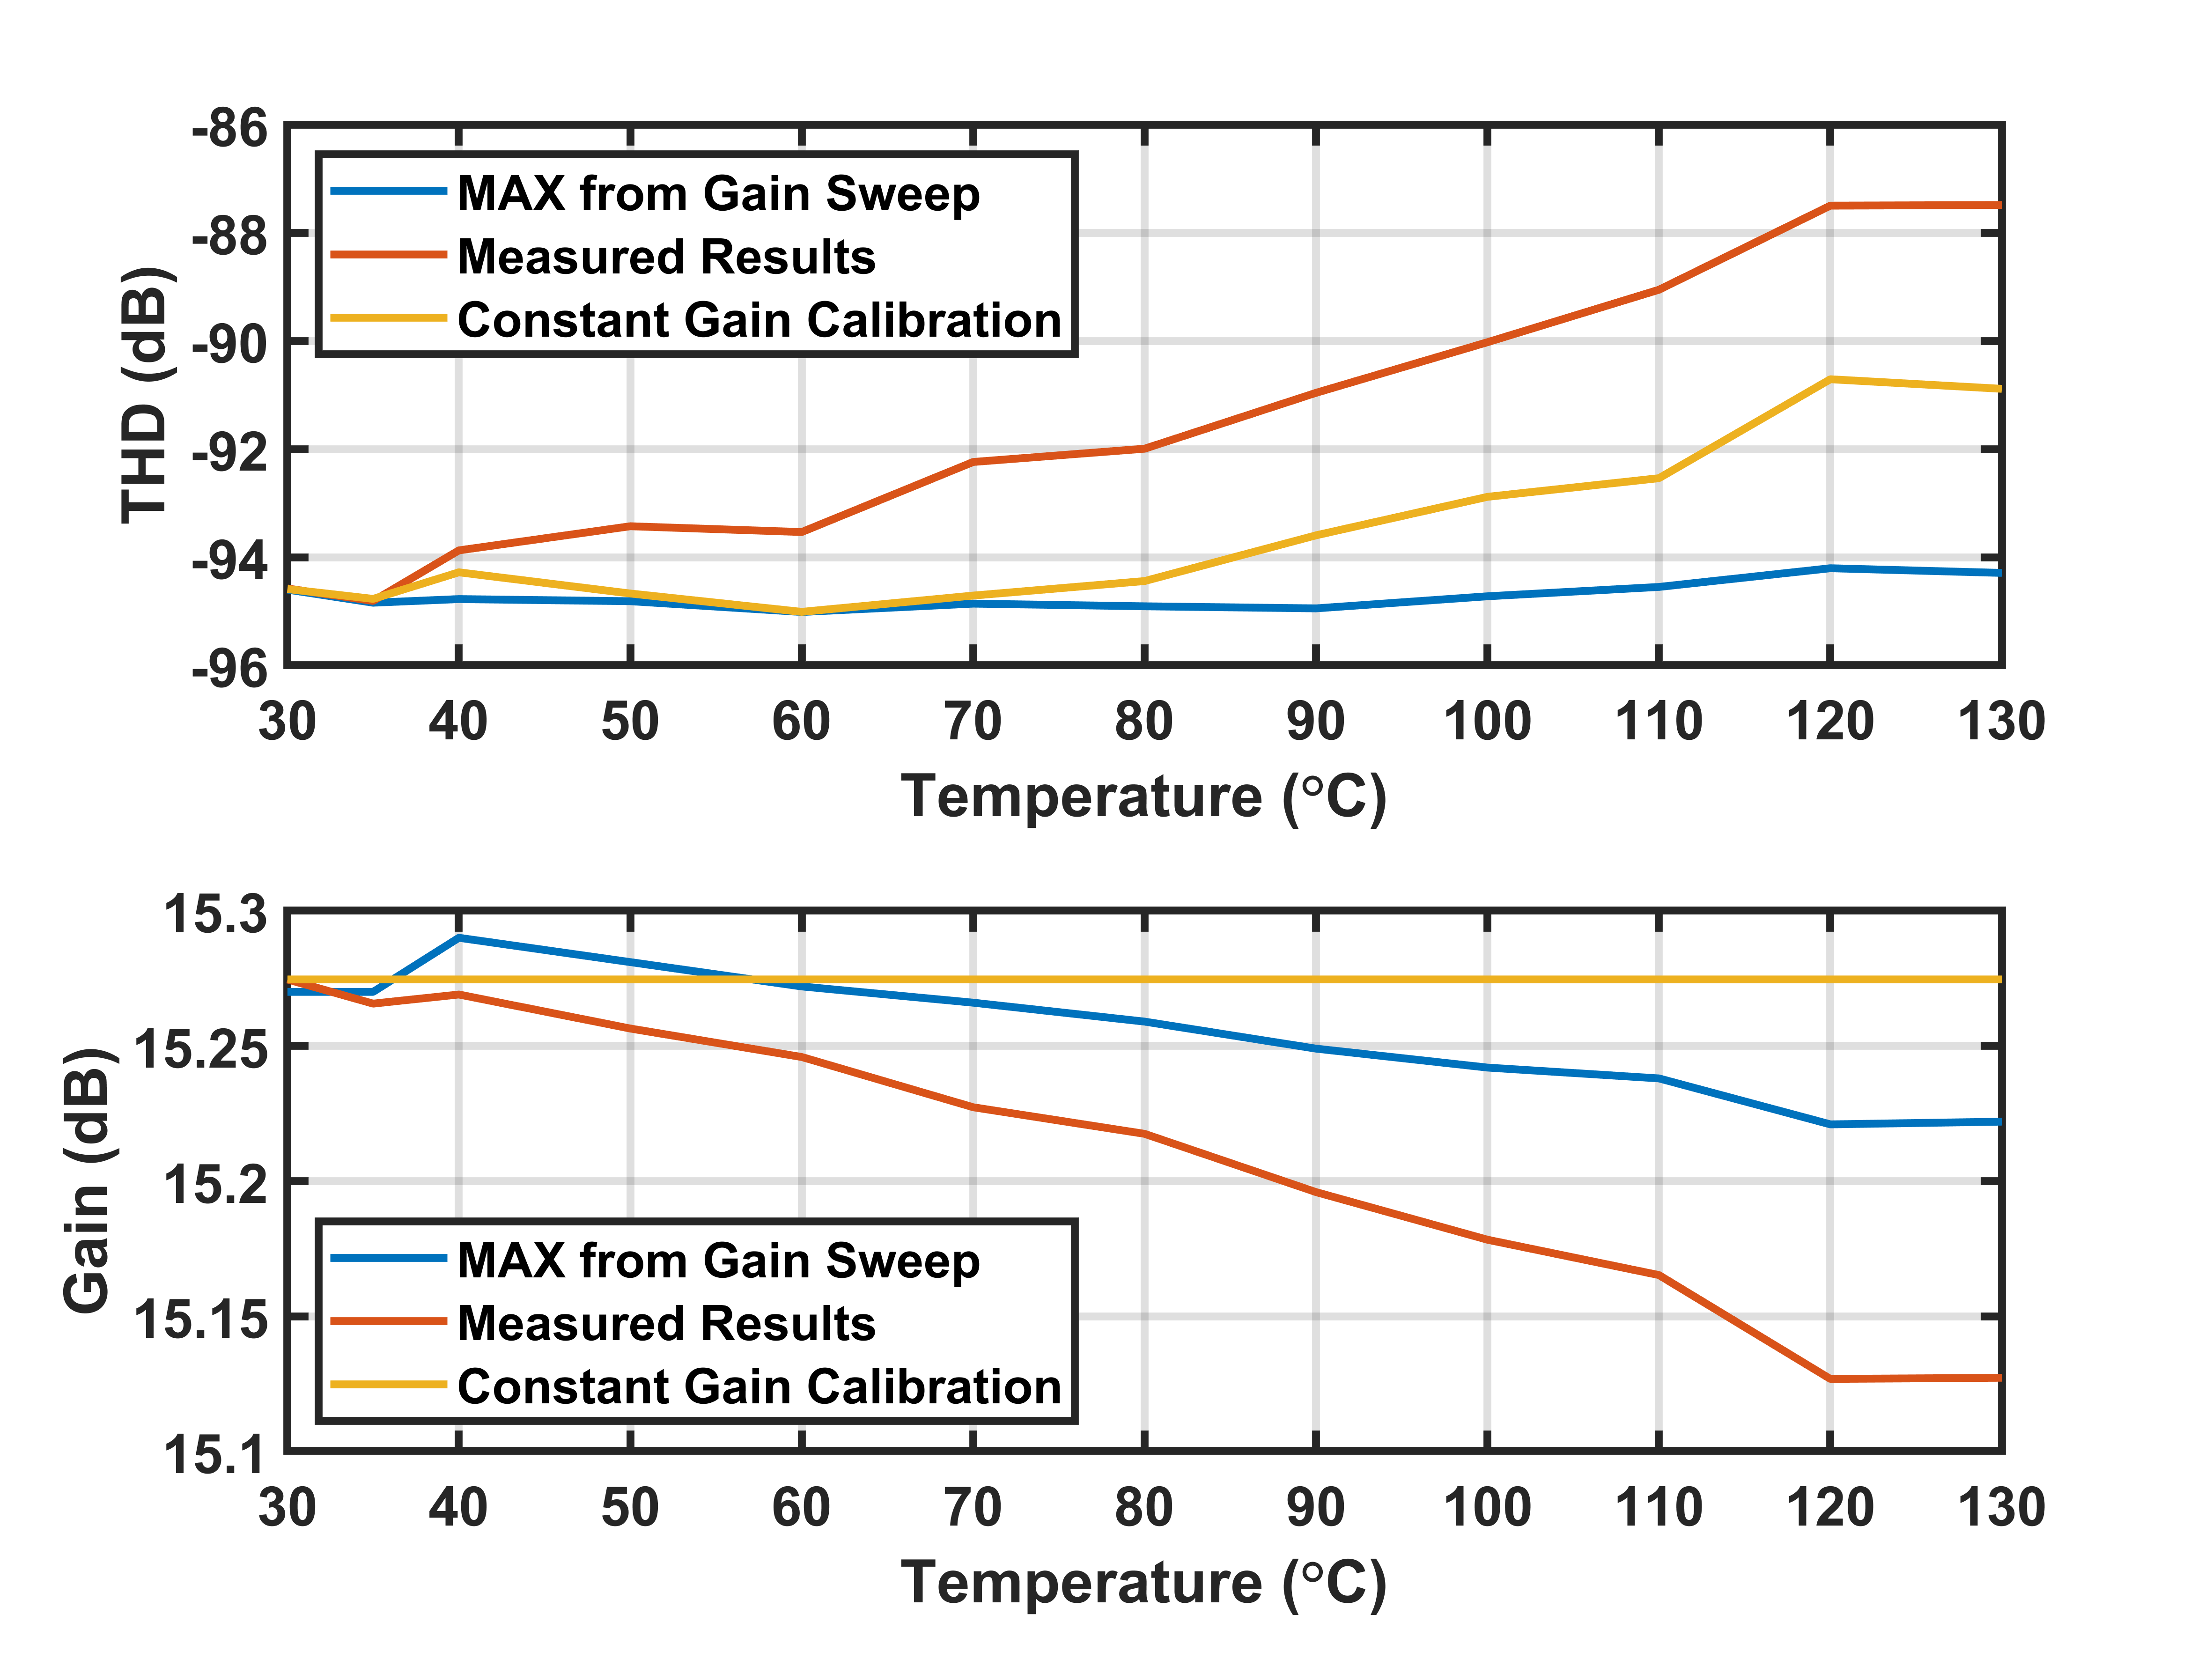 -86
-88
-90
-92
-94
-96
THD (dB)
MAX from Gain Sweep
Measured Results
Constant Gain Calibration
30 40 50 60 70 80 90 100 110 120 130
Temperature (°C)
15.3
15.25
15.2
15.15
15.1
Gain (dB)
MAX from Gain Sweep
Measured Results
Constant Gain Calibration
30 40 50 60 70 80 90 100 110 120 130
Temperature (°C)